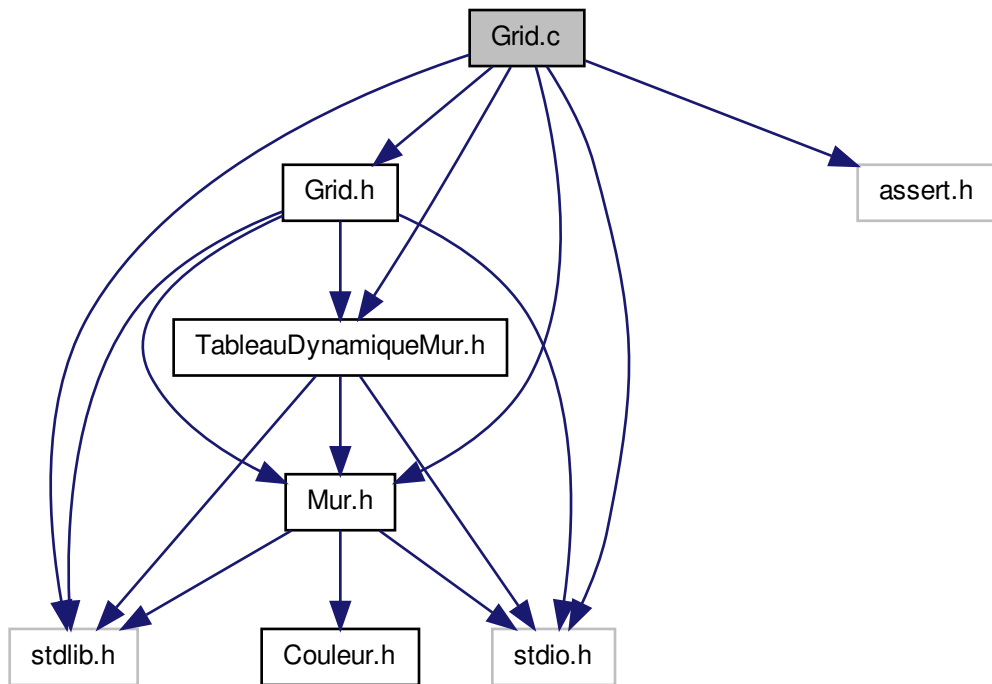 Grid.c
Grid.h
assert.h
TableauDynamiqueMur.h
Mur.h
stdlib.h
Couleur.h
stdio.h